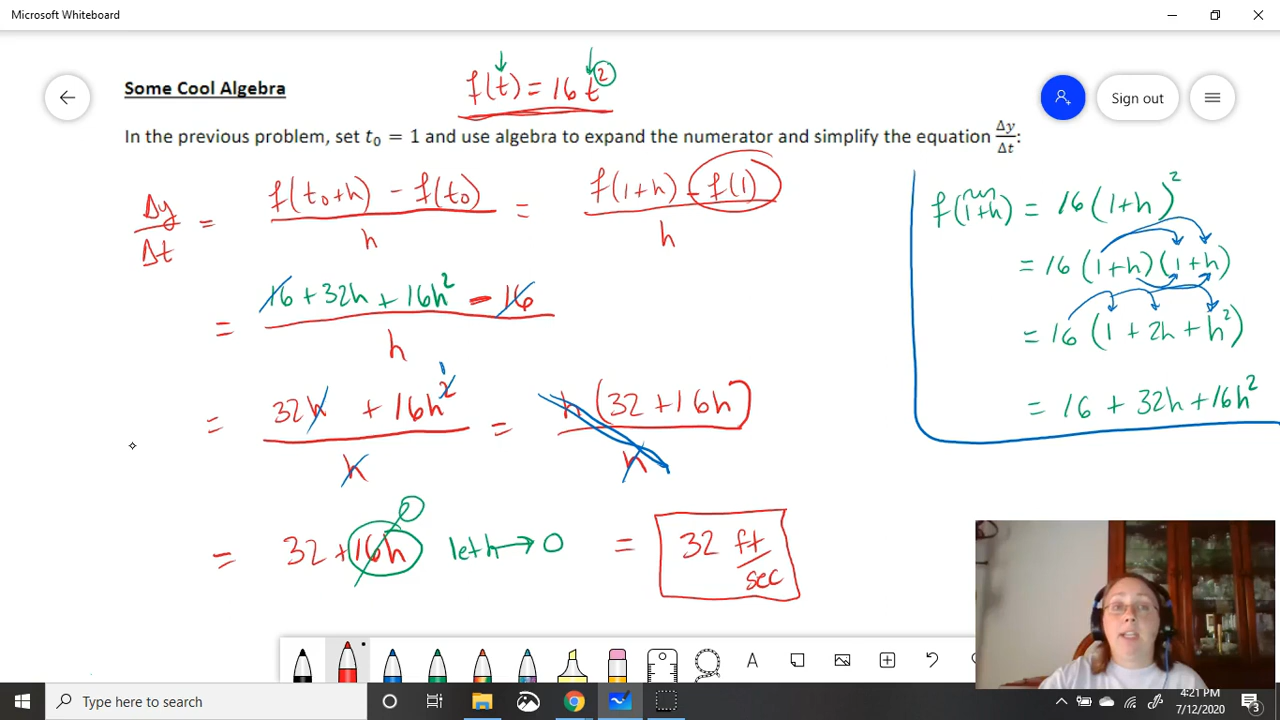 Microsoft Whiteboard
Some Cool Algebra
f(t) = 16t²
Sign out
In the previous problem, set t₀ = 1 and use algebra to expand the numerator and simplify the equation Δy/Δt:
Δy/Δt = (f(t₀+h) - f(t₀))/h = (f(1+h) - f(1))/h
= (16 + 32h + 16h² - 16)/h
= (32h + 16h²)/h = h(32 + 16h)/h
= 32 + 16h let h → 0 = 32 ft/sec
0
1
f(1+h) = 16(1+h)²
= 16(1+h)(1+h)
= 16(1 + 2h + h²)
= 16 + 32h + 16h²
A
Type here to search
4:21 PM
7/12/2020
3